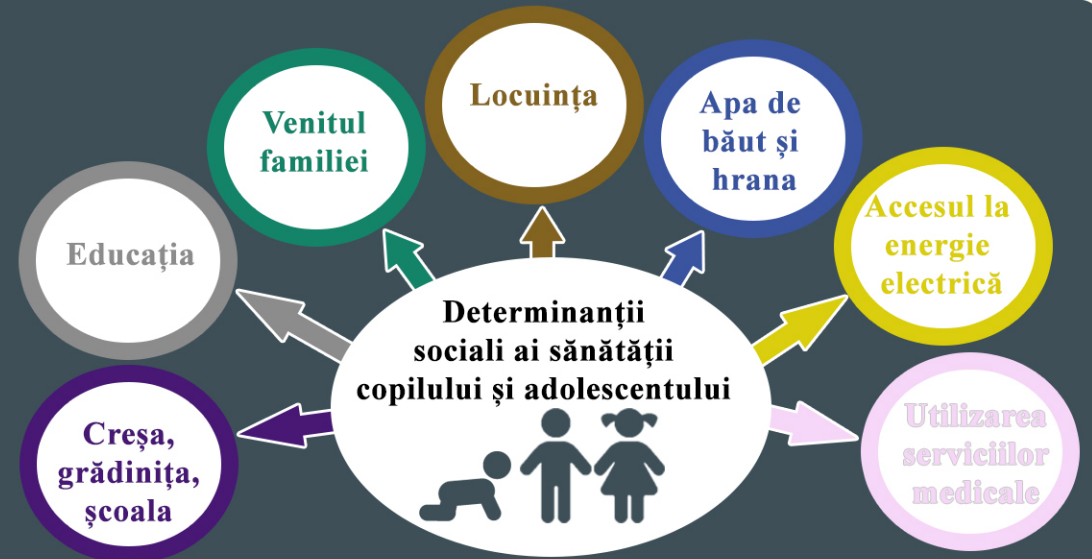 Locuința
Venitul
familiei
Apa de
băut și
hrana
Educația
Accesul la
energie
electrică
Determinanții
sociali ai sănătății
copilului și adolescentului
Creșa,
grădinița,
școala
Utilizarea
serviciilor
medicale